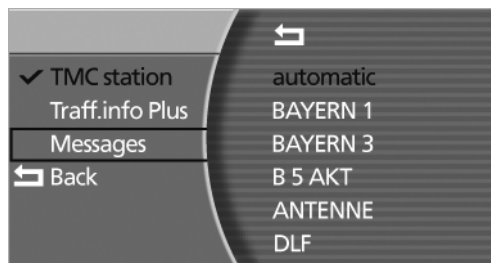 TMC station
Traff.info Plus
Messages
Back
automatic
BAYERN 1
BAYERN 3
B 5 AKT
ANTENNE
DLF